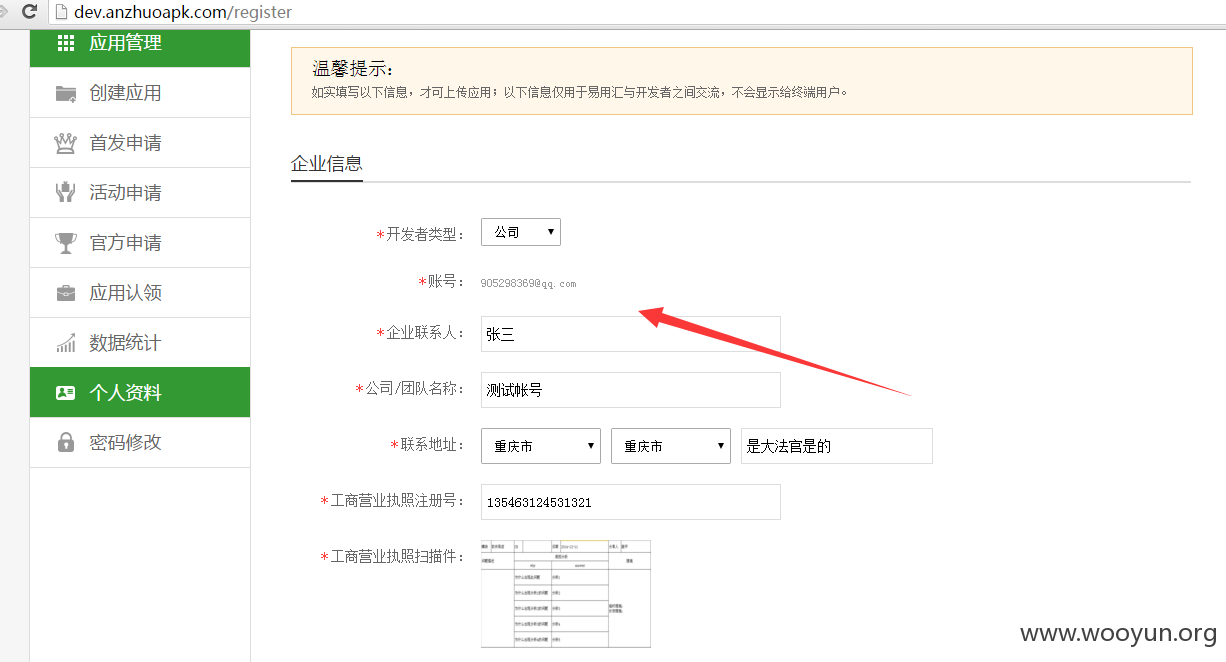 dev.anzhuoapk.com/register
应用管理
创建应用
首发申请
活动申请
官方申请
应用认领
数据统计
个人资料
密码修改
温馨提示：
如实填写以下信息，才可上传应用；以下信息仅用于易用汇与开发者之间交流，不会显示给终端用户。
企业信息
*开发者类型： 公司
*账号： 905298369@qq.com
*企业联系人： 张三
*公司/团队名称： 测试帐号
*联系地址： 重庆市 重庆市 是大法官是的
*工商营业执照注册号： 135463124531321
*工商营业执照扫描件：
www.wooyun.org